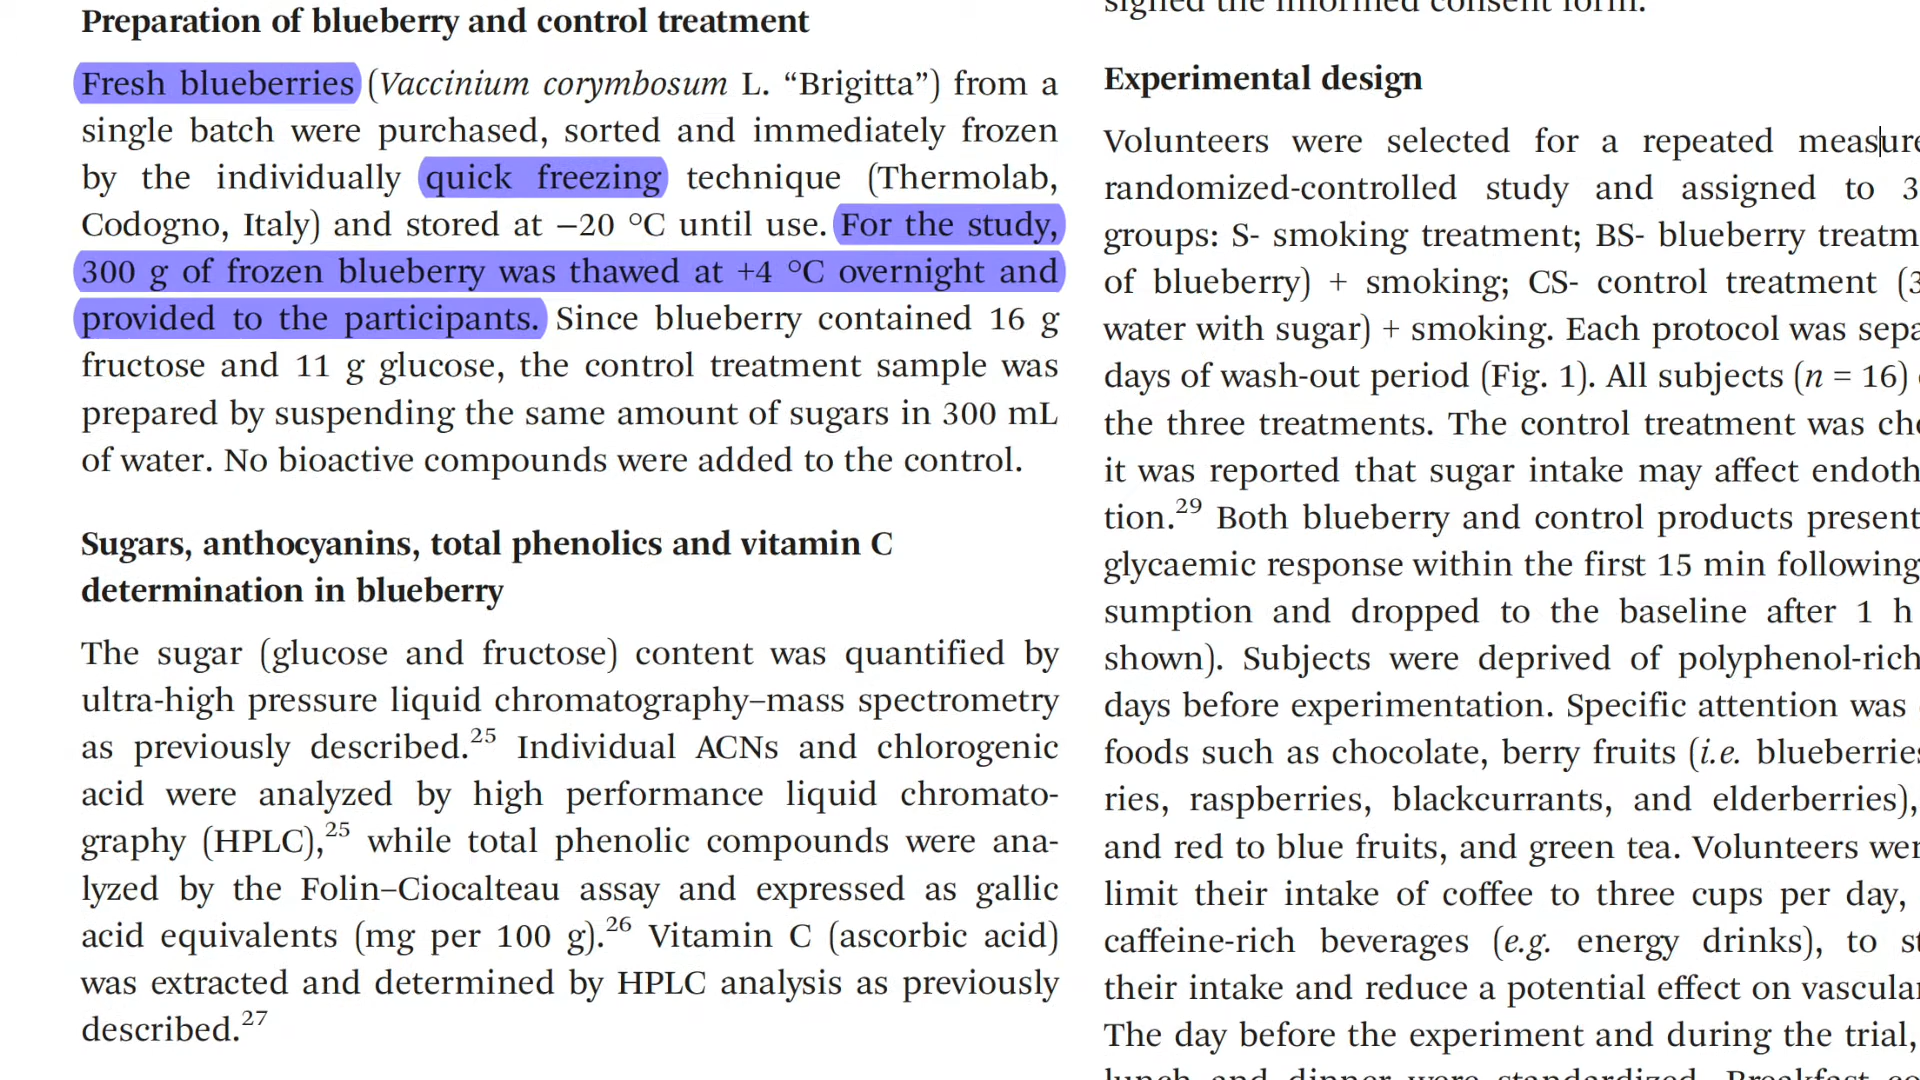 Preparation of blueberry and control treatment
Fresh blueberries (Vaccinium corymbosum L. “Brigitta”) from a
single batch were purchased, sorted and immediately frozen
by the individually quick freezing technique (Thermolab,
Codogno, Italy) and stored at −20 °C until use. For the study,
300 g of frozen blueberry was thawed at +4 °C overnight and
provided to the participants. Since blueberry contained 16 g
fructose and 11 g glucose, the control treatment sample was
prepared by suspending the same amount of sugars in 300 mL
of water. No bioactive compounds were added to the control.
Sugars, anthocyanins, total phenolics and vitamin C
determination in blueberry
The sugar (glucose and fructose) content was quantified by
ultra-high pressure liquid chromatography–mass spectrometry
as previously described.25 Individual ACNs and chlorogenic
acid were analyzed by high performance liquid chromato-
graphy (HPLC),25 while total phenolic compounds were ana-
lyzed by the Folin–Ciocalteau assay and expressed as gallic
acid equivalents (mg per 100 g).26 Vitamin C (ascorbic acid)
was extracted and determined by HPLC analysis as previously
described.27
signed the informed consent form.
Experimental design
Volunteers were selected for a repeated measure
randomized-controlled study and assigned to 3
groups: S- smoking treatment; BS- blueberry treatm
of blueberry) + smoking; CS- control treatment (3
water with sugar) + smoking. Each protocol was sepa
days of wash-out period (Fig. 1). All subjects (n = 16)
the three treatments. The control treatment was cho
it was reported that sugar intake may affect endoth
tion.29 Both blueberry and control products present
glycaemic response within the first 15 min following
sumption and dropped to the baseline after 1 h
shown). Subjects were deprived of polyphenol-rich
days before experimentation. Specific attention was
foods such as chocolate, berry fruits (i.e. blueberries
ries, raspberries, blackcurrants, and elderberries),
and red to blue fruits, and green tea. Volunteers wer
limit their intake of coffee to three cups per day,
caffeine-rich beverages (e.g. energy drinks), to st
their intake and reduce a potential effect on vascular
The day before the experiment and during the trial,
lunch and dinner were standardized. Breakfast co